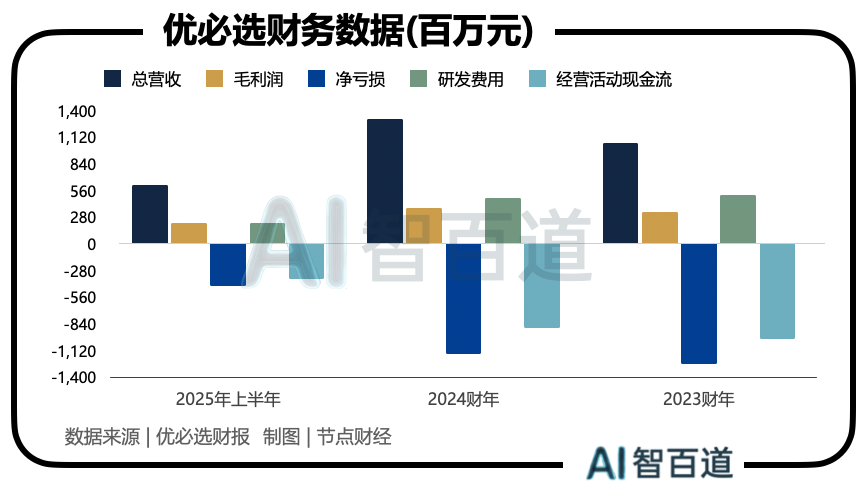 优必选财务数据(百万元)
总营收 毛利润 净亏损 研发费用 经营活动现金流
1,400
1,120
840
560
280
0
-280
-560
-840
-1,120
-1,400
AI智百道
2025年上半年 2024财年 2023财年
数据来源 | 优必选财报 制图 | 节点财经
AI智百道